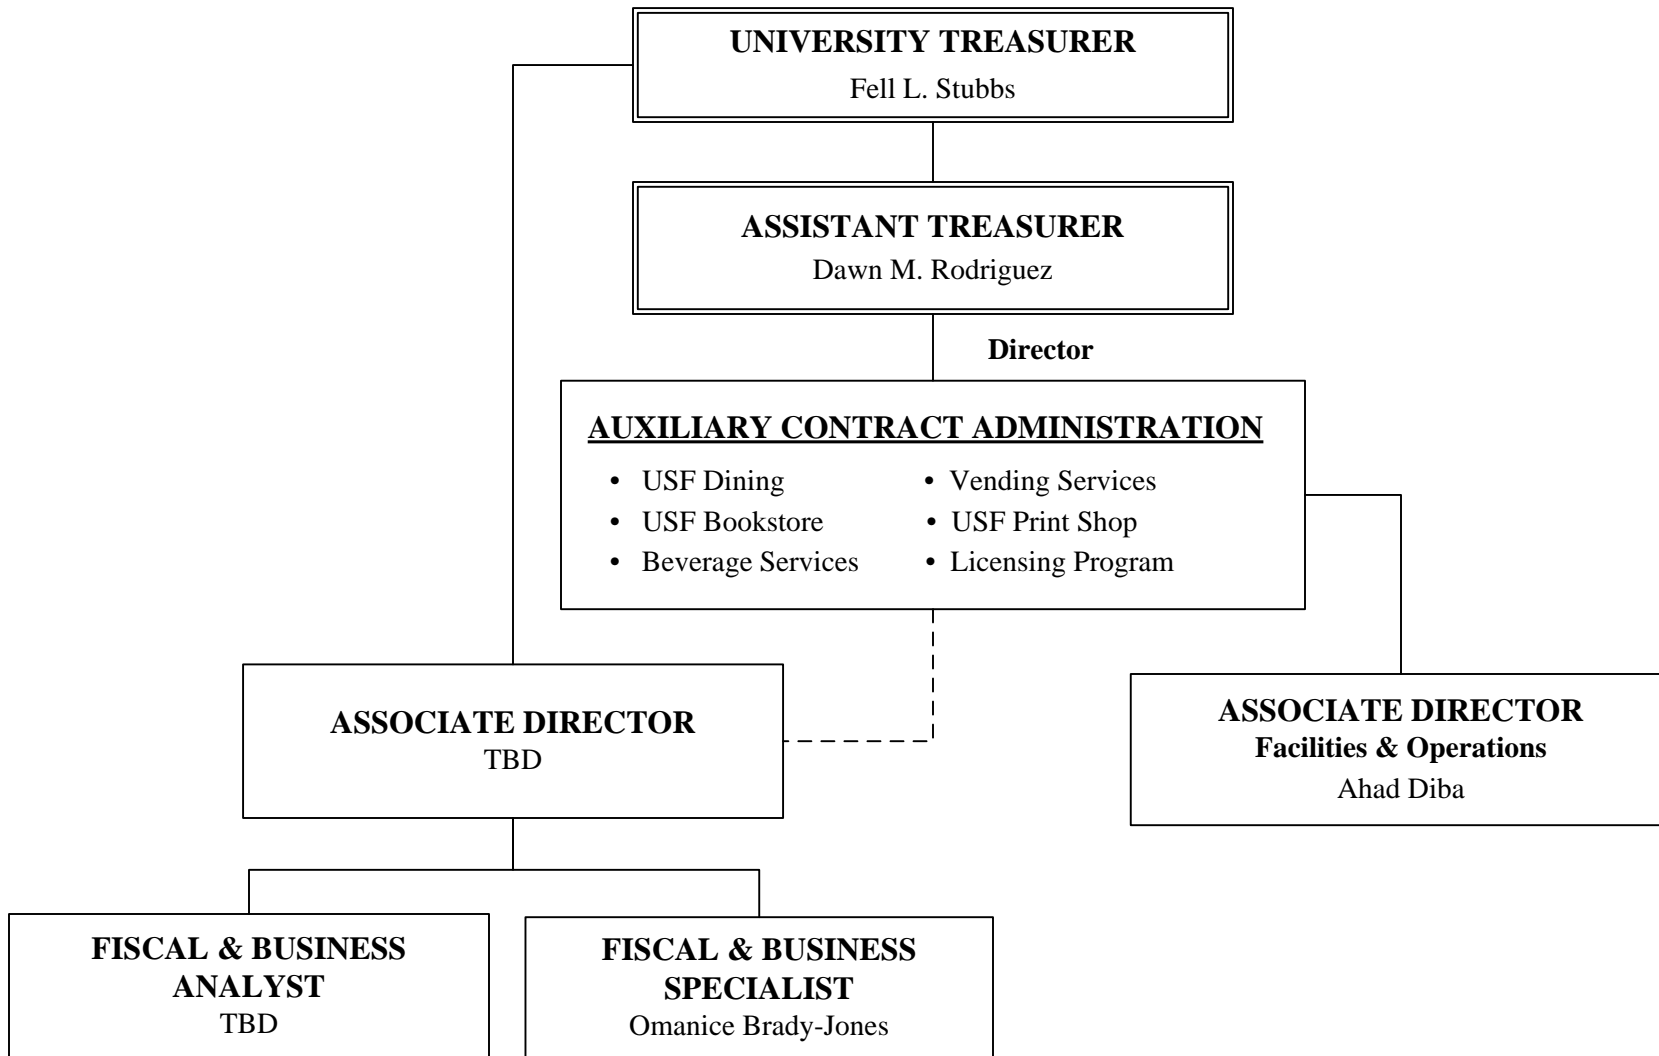 UNIVERSITY TREASURER
Fell L. Stubbs
ASSISTANT TREASURER
Dawn M. Rodriguez
Director
AUXILIARY CONTRACT ADMINISTRATION
• USF Dining
• USF Bookstore
• Beverage Services
• Vending Services
• USF Print Shop
• Licensing Program
ASSOCIATE DIRECTOR
TBD
ASSOCIATE DIRECTOR
Facilities & Operations
Ahad Diba
FISCAL & BUSINESS
ANALYST
TBD
FISCAL & BUSINESS
SPECIALIST
Omanice Brady-Jones